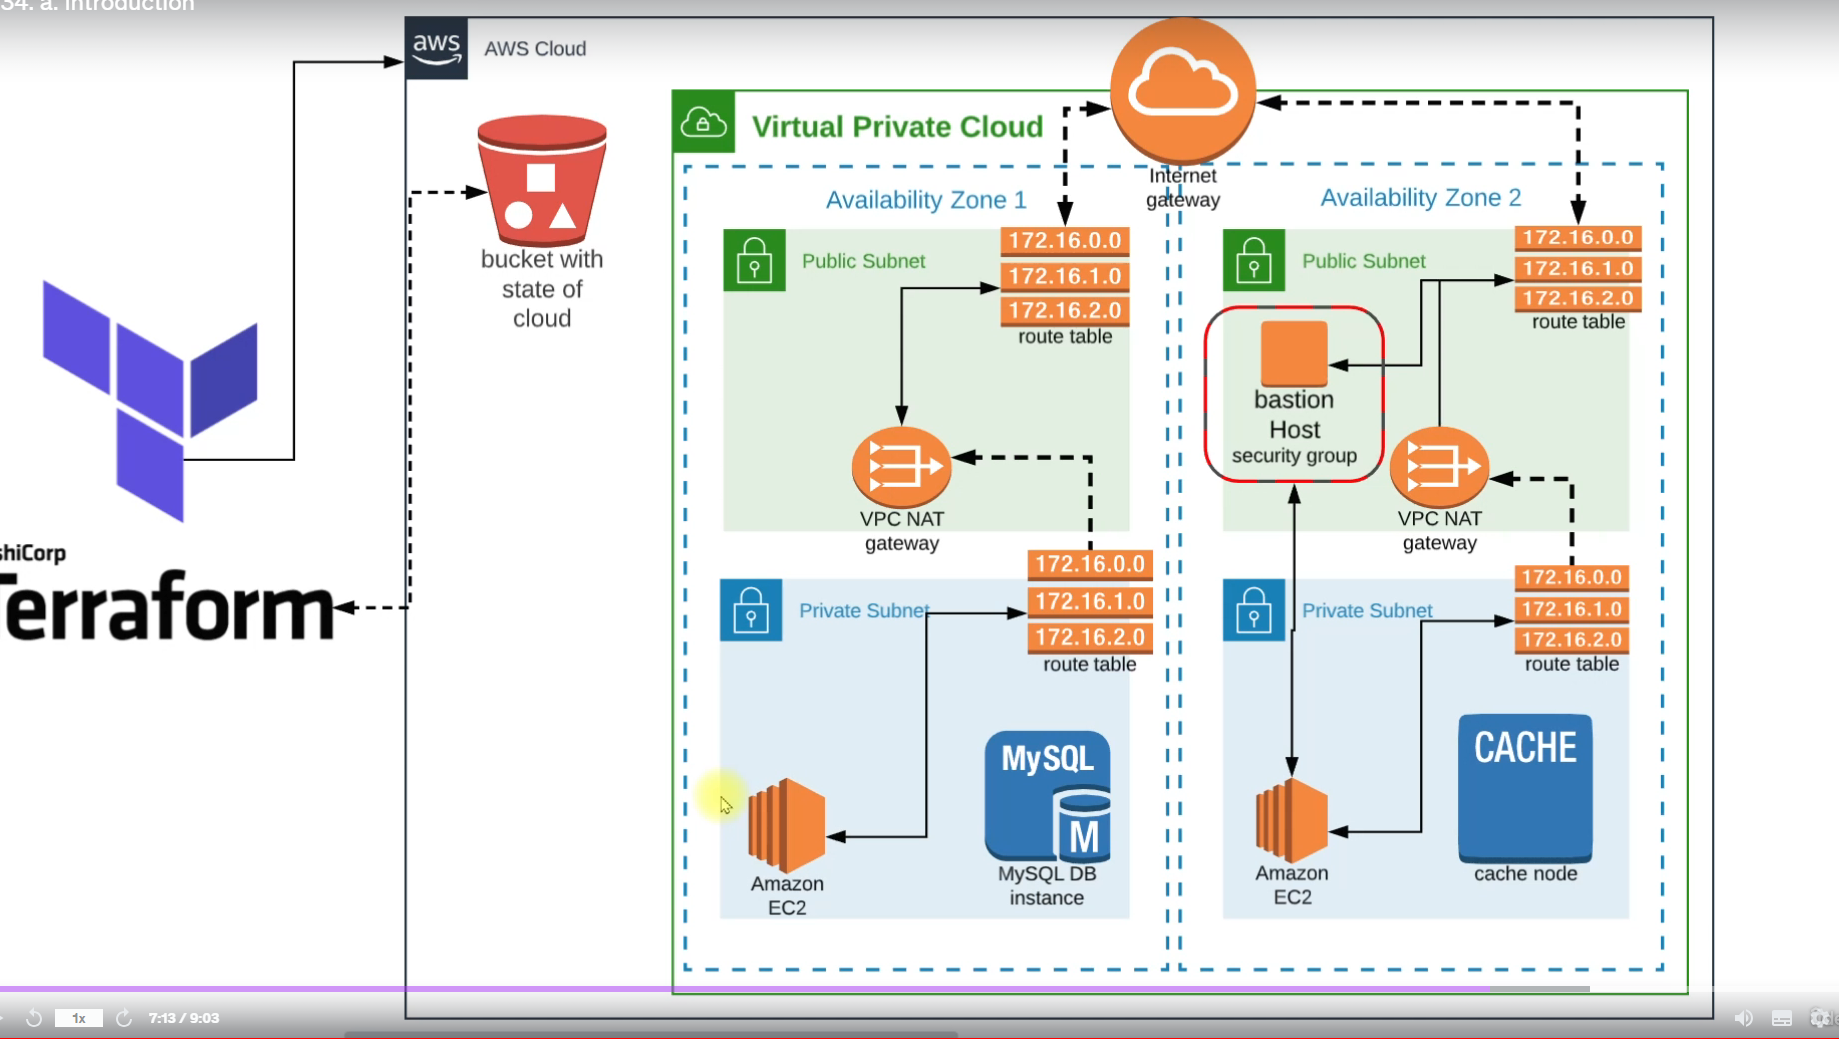 34. a. Introduction
aws
AWS Cloud
bucket with
state of
cloud
shiCorp
Terraform
Virtual Private Cloud
Internet
gateway
Availability Zone 1
Public Subnet
172.16.0.0
172.16.1.0
172.16.2.0
route table
VPC NAT
gateway
Private Subnet
172.16.0.0
172.16.1.0
172.16.2.0
route table
Amazon
EC2
MySQL
M
MySQL DB
instance
Availability Zone 2
Public Subnet
172.16.0.0
172.16.1.0
172.16.2.0
route table
bastion
Host
security group
VPC NAT
gateway
Private Subnet
172.16.0.0
172.16.1.0
172.16.2.0
route table
Amazon
EC2
CACHE
cache node
1x
7:13 / 9:03